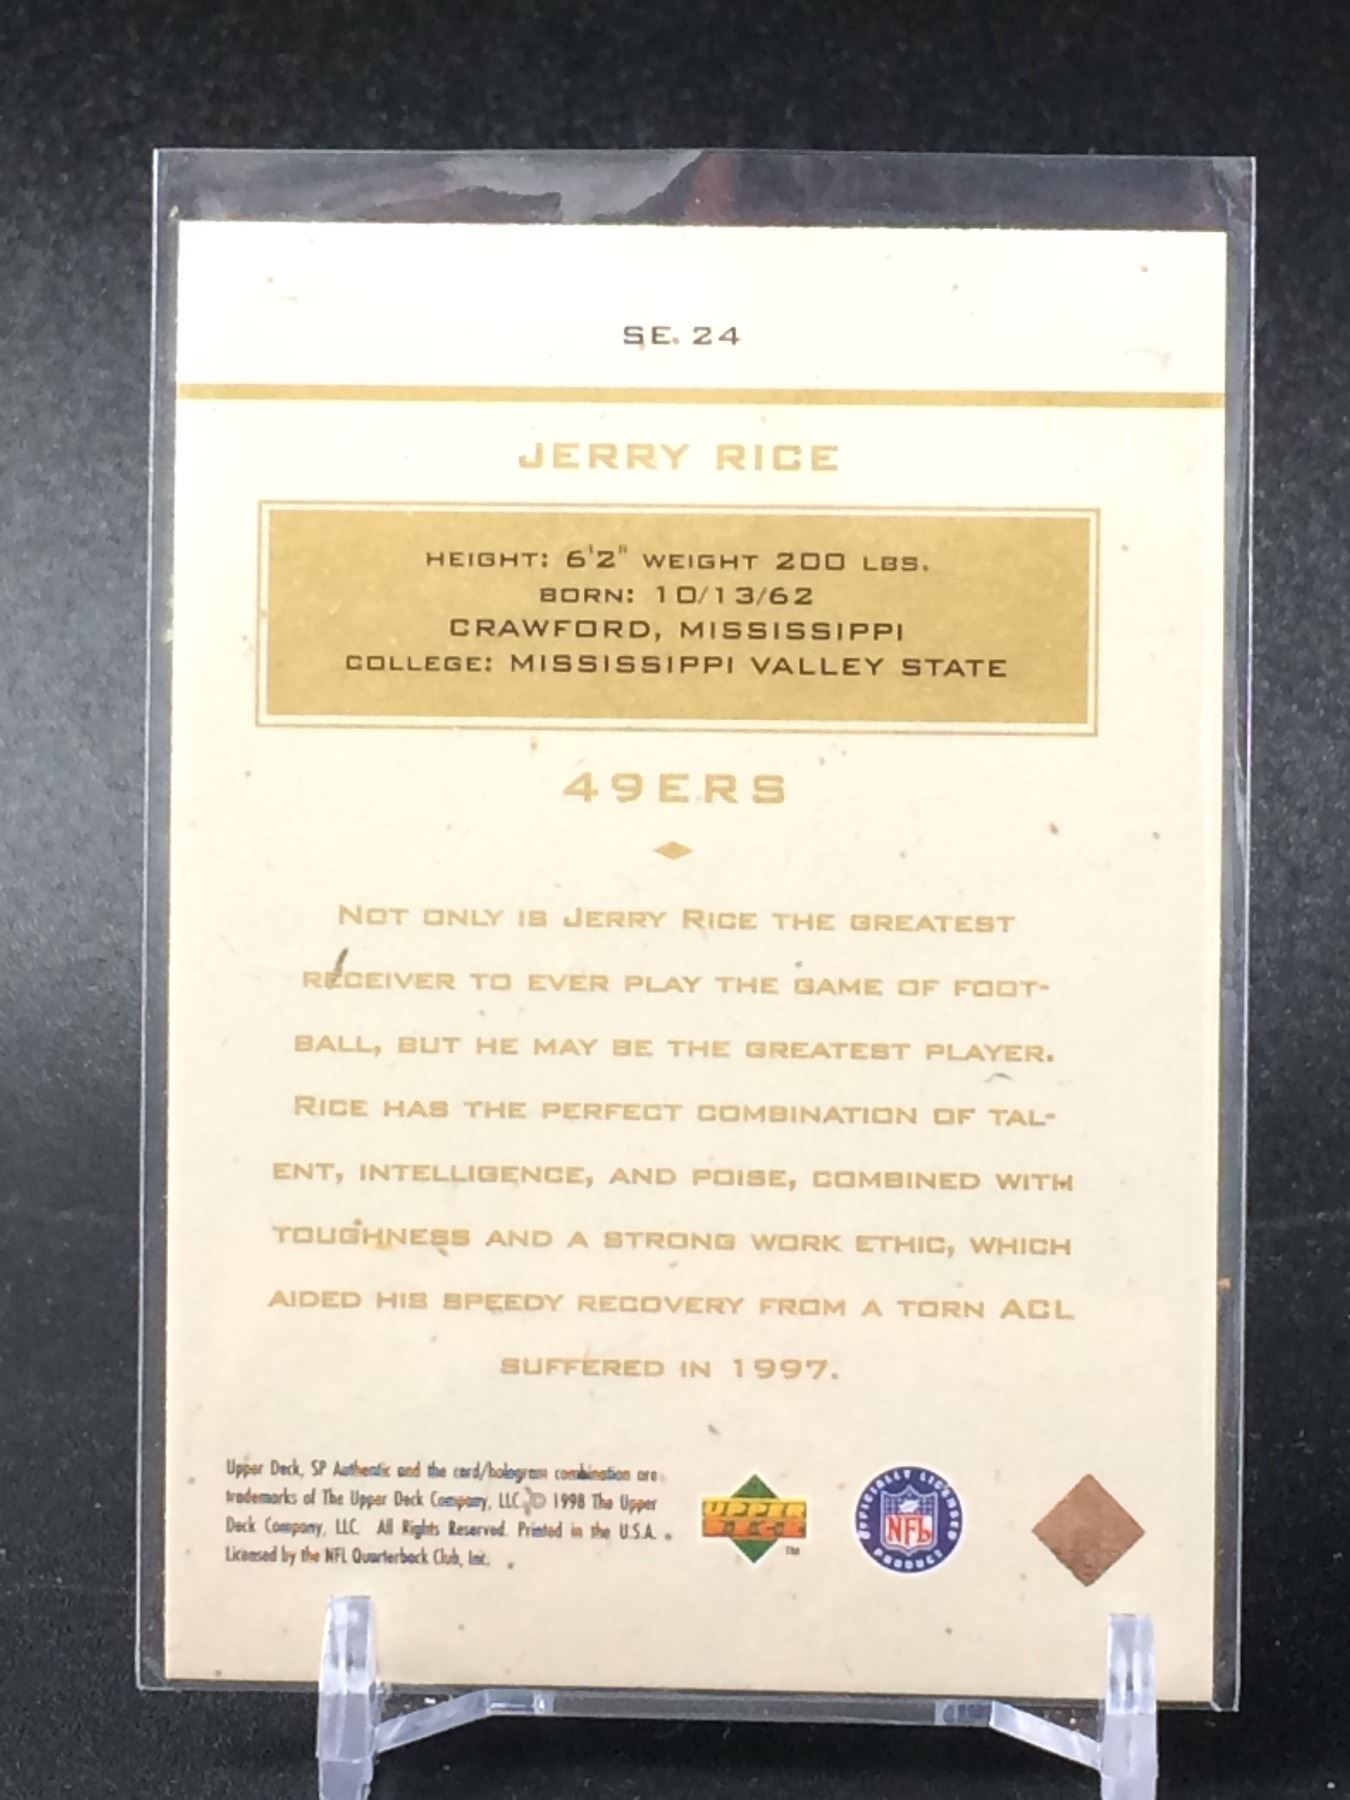 SE. 24
JERRY RICE
HEIGHT: 6'2" WEIGHT 200 LBS.
BORN: 10/13/62
CRAWFORD, MISSISSIPPI
COLLEGE: MISSISSIPPI VALLEY STATE
49ERS
NOT ONLY IS JERRY RICE THE GREATEST
RECEIVER TO EVER PLAY THE GAME OF FOOT-
BALL, BUT HE MAY BE THE GREATEST PLAYER.
RICE HAS THE PERFECT COMBINATION OF TAL-
ENT, INTELLIGENCE, AND POISE, COMBINED WITH
TOUGHNESS AND A STRONG WORK ETHIC, WHICH
AIDED HIS SPEEDY RECOVERY FROM A TORN ACL
SUFFERED IN 1997.
Upper Deck, SP Authentic and the card/hologram combination are
trademarks of The Upper Deck Company, LLC. © 1998 The Upper
Deck Company, LLC. All Rights Reserved. Printed in the U.S.A.
Licensed by the NFL Quarterback Club, Inc.
UPPER
DECK
TM
OFFICIALLY LICENSED
NFL
PRODUCT